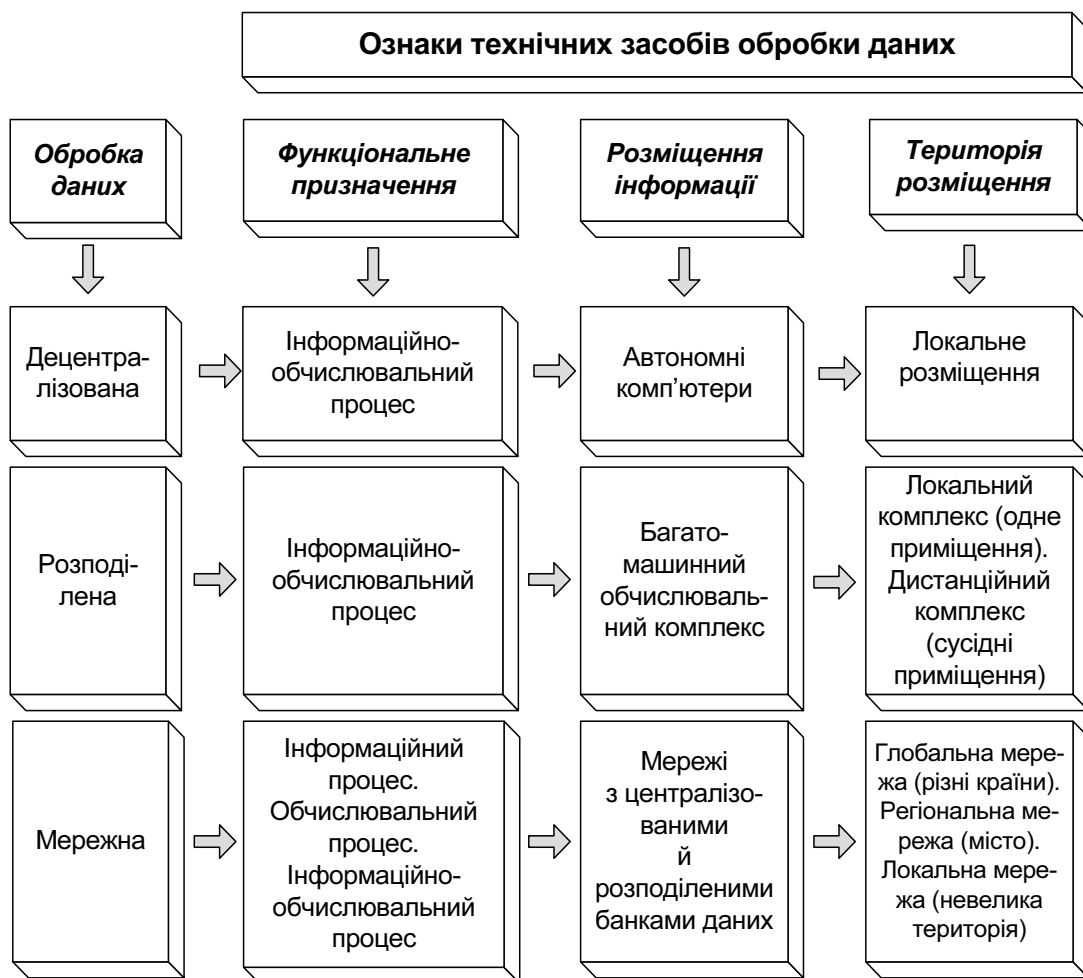 Ознаки технічних засобів обробки даних
Обробка
даних
Функціональне
призначення
Розміщення
інформації
Територія
розміщення
Децентра-
лізована
Інформаційно-
обчислювальний
процес
Автономні
комп’ютери
Локальне
розміщення
Розподі-
лена
Інформаційно-
обчислювальний
процес
Багато-
машинний
обчислюваль-
ний комплекс
Локальний
комплекс (одне
приміщення).
Дистанційний
комплекс
(сусідні
приміщення)
Мережна
Інформаційний
процес.
Обчислювальний
процес.
Інформаційно-
обчислювальний
процес
Мережі
з централізо-
ваними
й
розподіленими
банками даних
Глобальна мере-
жа (різні країни).
Регіональна ме-
режа (місто).
Локальна мере-
жа (невелика
територія)